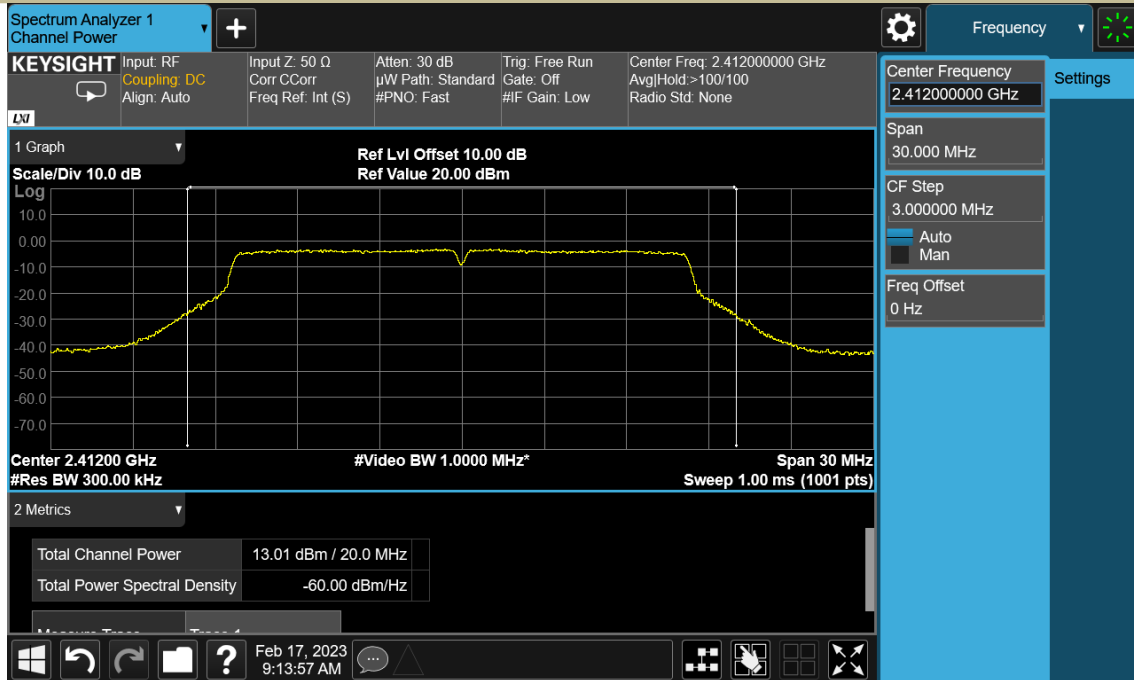 Spectrum Analyzer 1
Channel Power
Frequency
KEYSIGHT
LXI
Input: RF
Coupling: DC
Align: Auto
Input Z: 50 Ω
Corr CCorr
Freq Ref: Int (S)
Atten: 30 dB
µW Path: Standard
#PNO: Fast
Trig: Free Run
Gate: Off
#IF Gain: Low
Center Freq: 2.412000000 GHz
Avg|Hold:>100/100
Radio Std: None
Center Frequency
2.412000000 GHz
Settings
Span
30.000 MHz
CF Step
3.000000 MHz
Auto
Man
Freq Offset
0 Hz
1 Graph
Scale/Div 10.0 dB
Ref Lvl Offset 10.00 dB
Ref Value 20.00 dBm
Log
10.0
0.00
-10.0
-20.0
-30.0
-40.0
-50.0
-60.0
-70.0
Center 2.41200 GHz
#Video BW 1.0000 MHz*
Span 30 MHz
#Res BW 300.00 kHz
Sweep 1.00 ms (1001 pts)
2 Metrics
Total Channel Power 13.01 dBm / 20.0 MHz
Total Power Spectral Density -60.00 dBm/Hz
?
Feb 17, 2023
9:13:57 AM